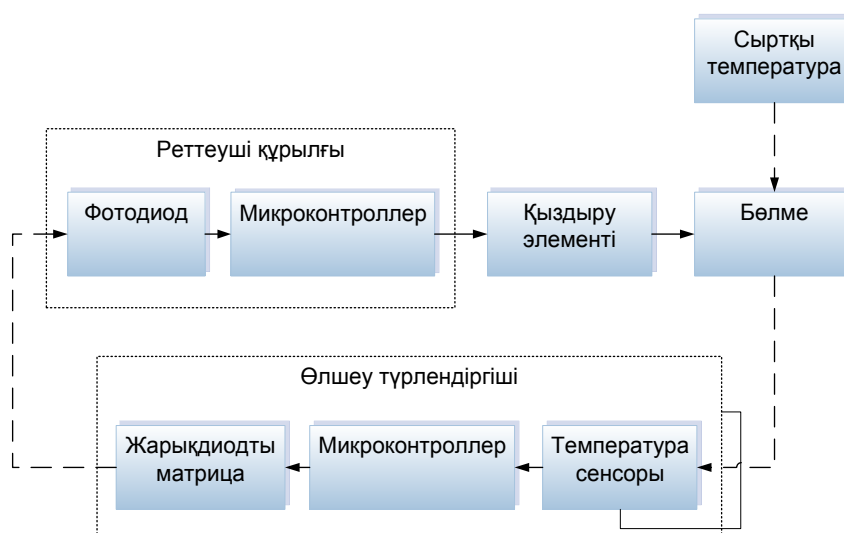 Сыртқы
температура
Реттеуші құрылғы
Фотодиод
Микроконтроллер
Қыздыру
элементі
Бөлме
Өлшеу түрлендіргіші
Жарықдиодты
матрица
Микроконтроллер
Температура
сенсоры